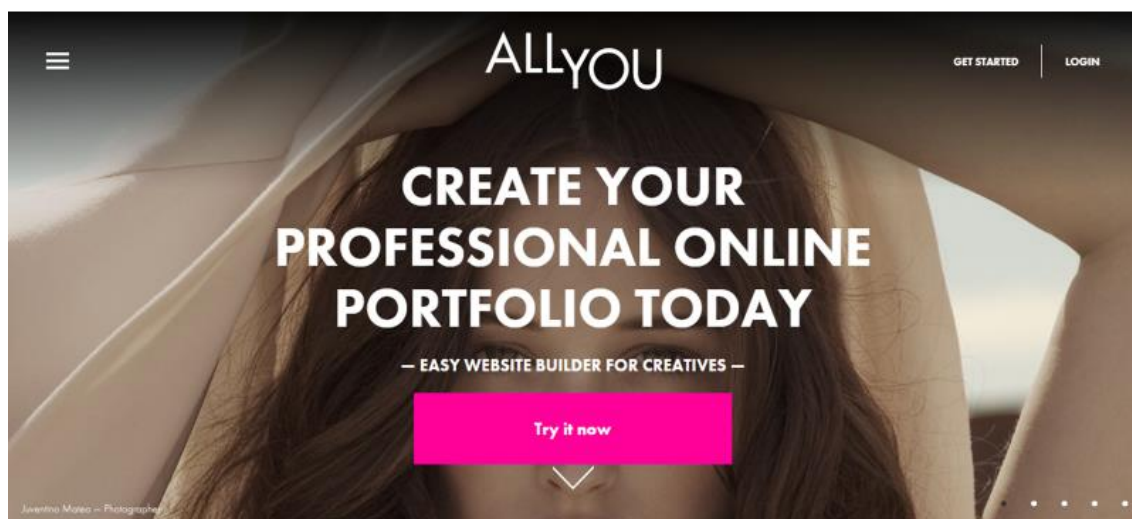 ALLYOU
GET STARTED
LOGIN
CREATE YOUR
PROFESSIONAL ONLINE
PORTFOLIO TODAY
— EASY WEBSITE BUILDER FOR CREATIVES —
Try it now
Juventino Mateo — Photographer